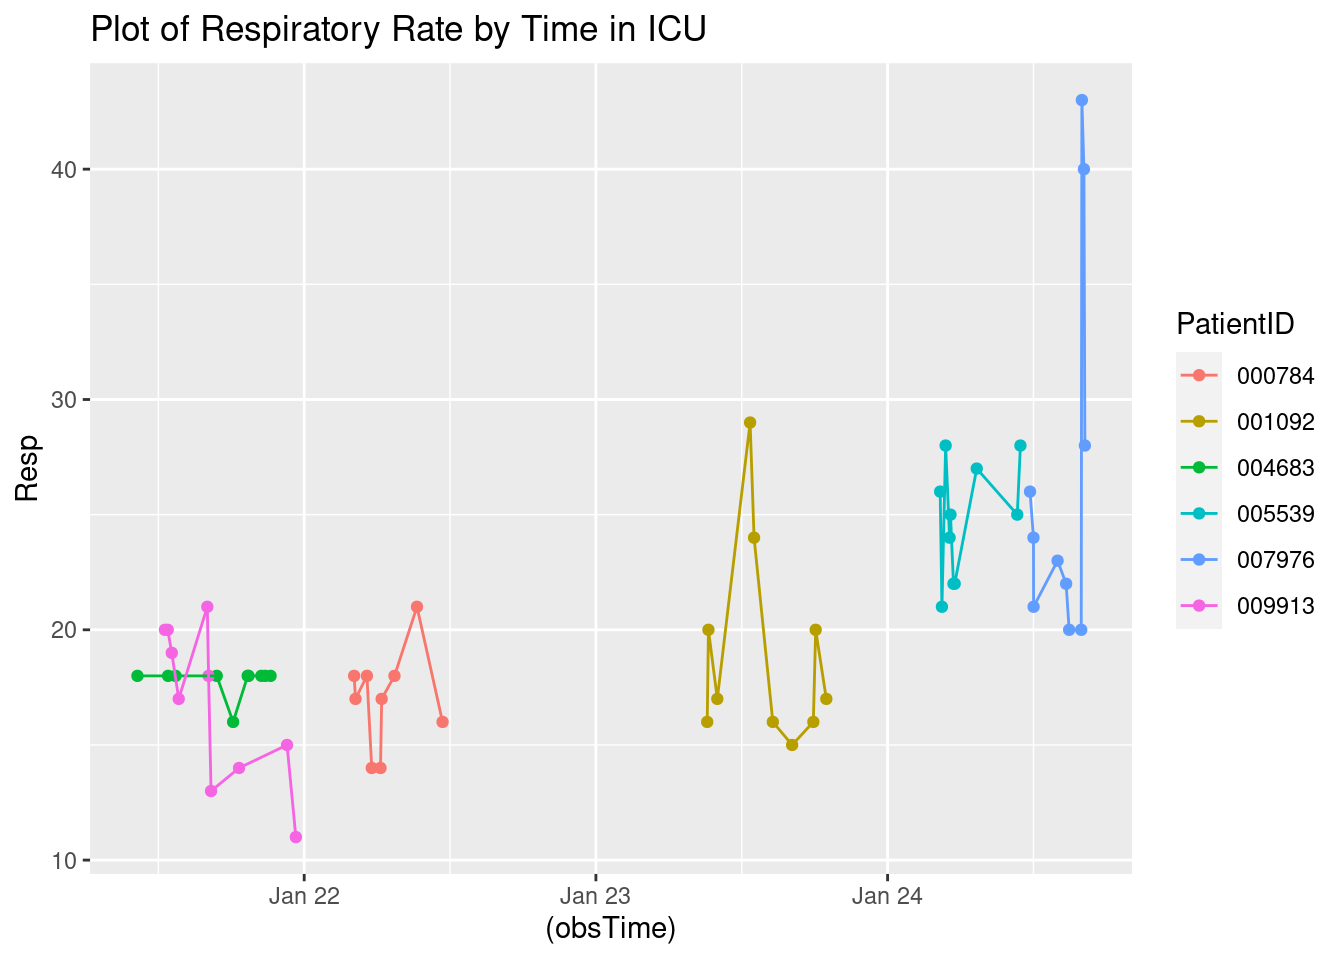 Plot of Respiratory Rate by Time in ICU
Resp
40
30
20
10
Jan 22
Jan 23
Jan 24
(obsTime)
PatientID
000784
001092
004683
005539
007976
009913